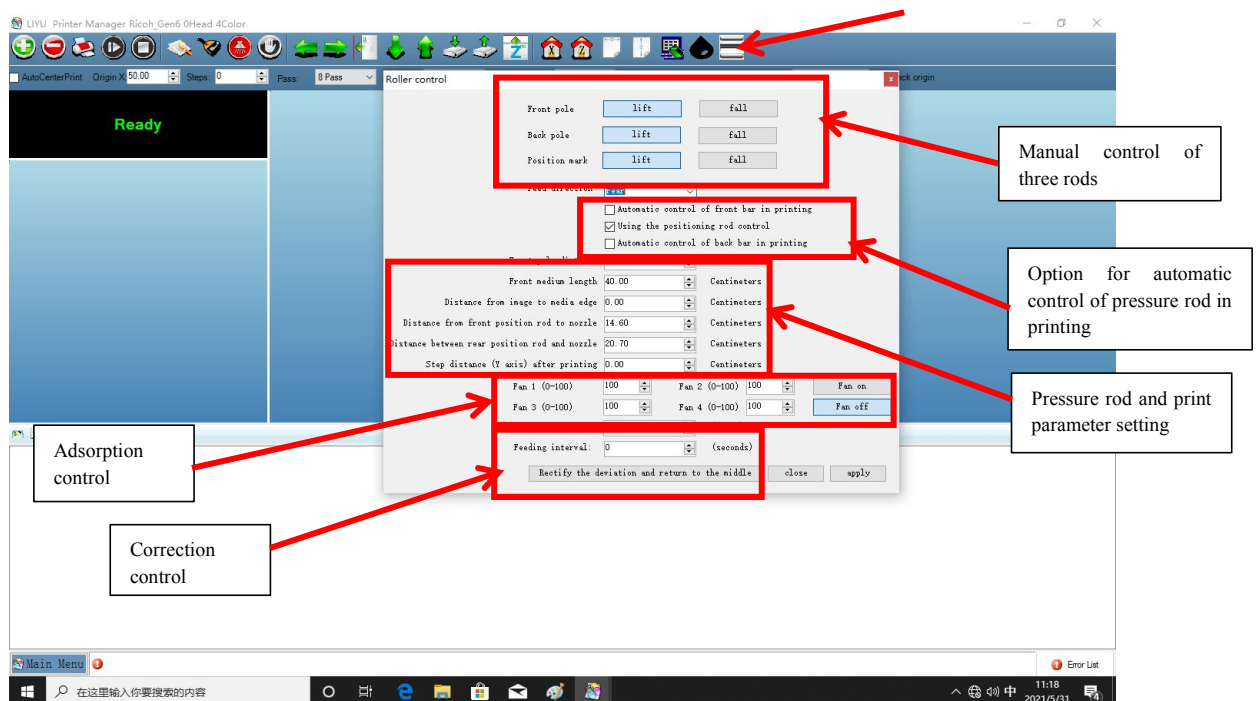 LIYU Printer Manager Ricoh_Gen6 0Head 4Color
AutoCenterPrint Origin X 50.00 Steps: 0 Pass: 8 Pass
ck origin
Ready
Roller control
Front pole lift fall
Back pole lift fall
Position mark lift fall
Feed direction rear
Automatic control of front bar in printing
Using the positioning rod control
Automatic control of back bar in printing
Front medium length 40.00 Centimeters
Distance from image to media edge 0.00 Centimeters
Distance from front position rod to nozzle 14.60 Centimeters
Distance between rear position rod and nozzle 20.70 Centimeters
Step distance (Y axis) after printing 0.00 Centimeters
Fan 1 (0-100) 100 Fan 2 (0-100) 100 Fan on
Fan 3 (0-100) 100 Fan 4 (0-100) 100 Fan off
Feeding interval: 0 (seconds)
Rectify the deviation and return to the middle close apply
Manual control of
three rods
Option for automatic
control of pressure rod in
printing
Pressure rod and print
parameter setting
Adsorption
control
Correction
control
Main Menu
Error List
在这里输入你要搜索的内容
中
11:18
2021/5/31
4